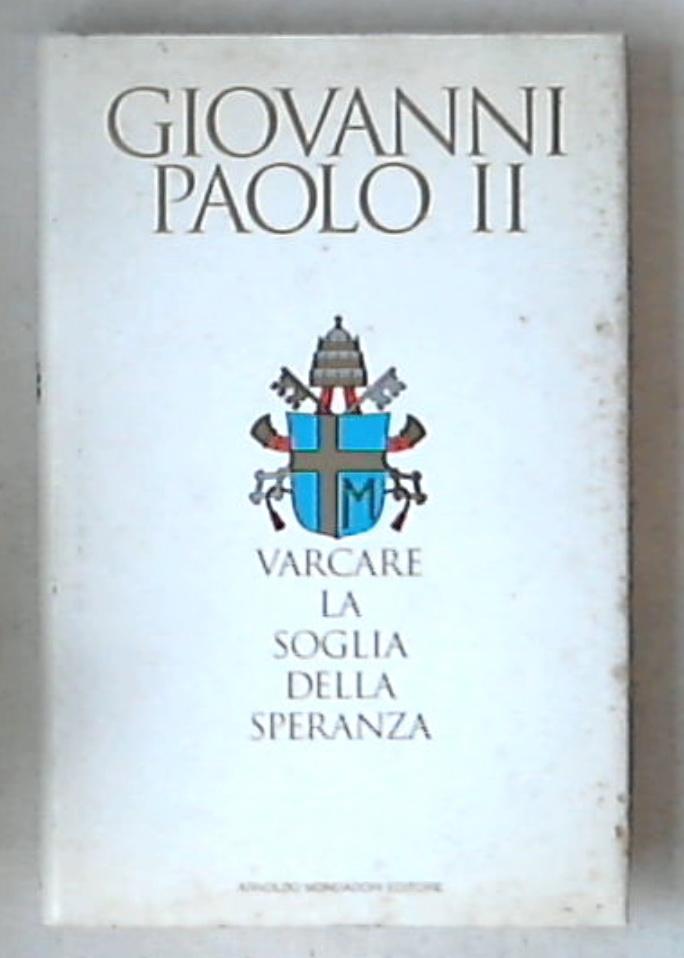 GIOVANNI
PAOLO II
M
VARCARE
LA
SOGLIA
DELLA
SPERANZA
ARNOLDO MONDADORI EDITORE